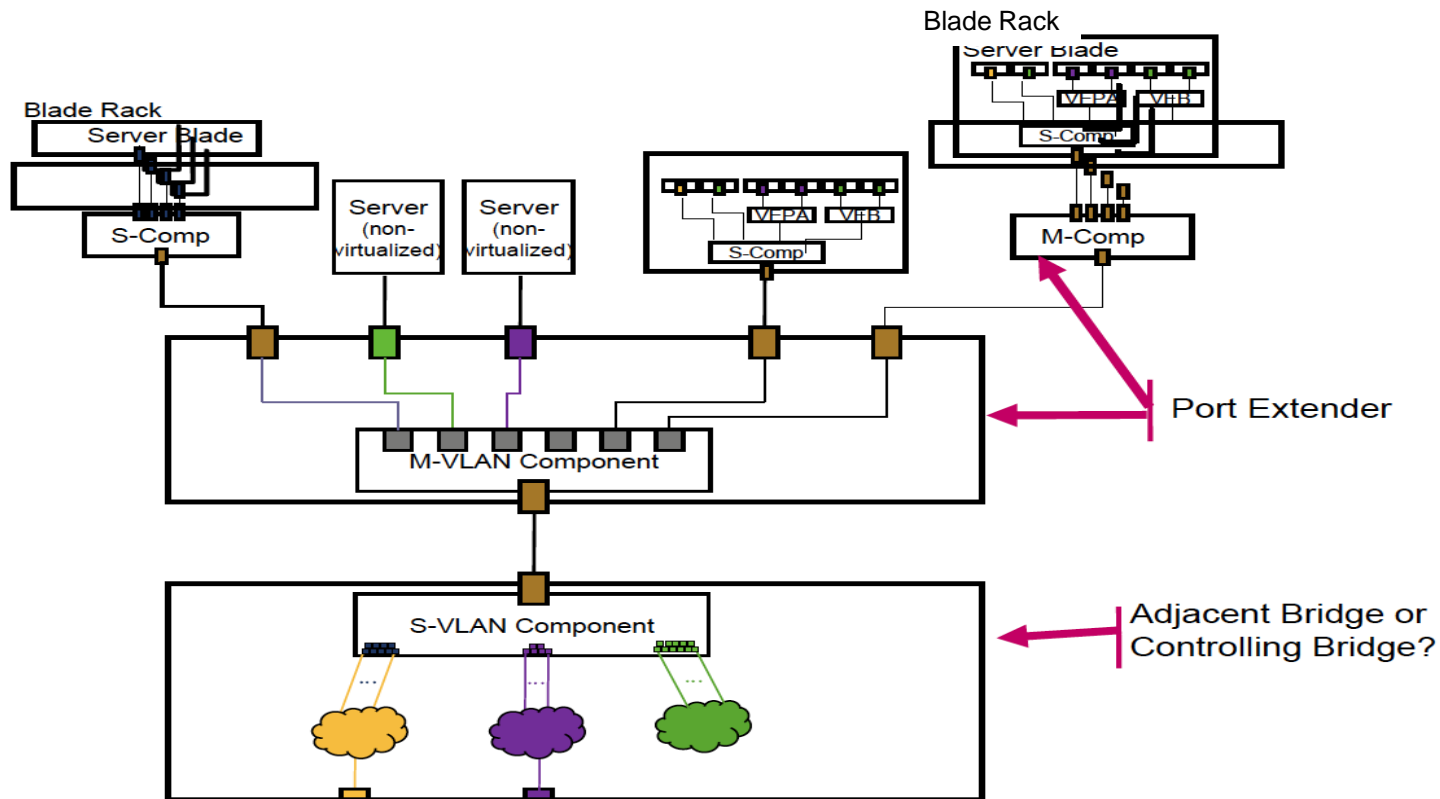 Blade Rack
Server Blade
VEPA
VEB
S-Comp
Blade Rack
Server Blade
S-Comp
Server
(non-
virtualized)
Server
(non-
virtualized)
VEPA
VEB
S-Comp
M-Comp
Port Extender
M-VLAN Component
S-VLAN Component
Adjacent Bridge or
Controlling Bridge?
...
...
...